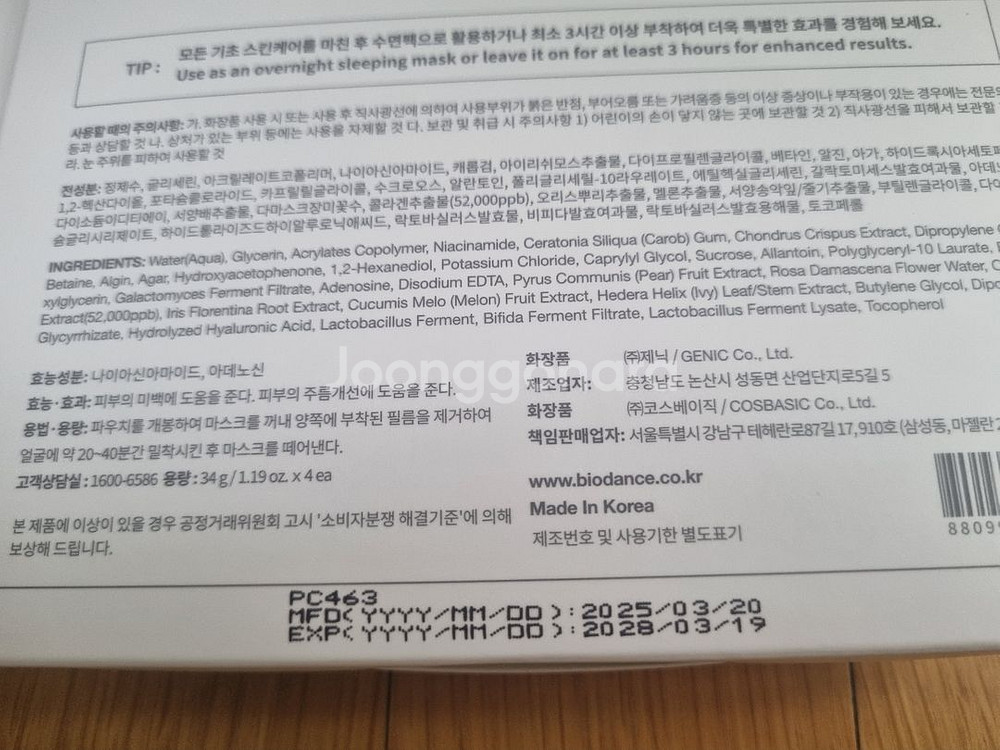 TIP : 모든 기초 스킨케어를 마친 후 수면팩으로 활용하거나 최소 3시간 이상 부착하여 더욱 특별한 효과를 경험해 보세요.
Use as an overnight sleeping mask or leave it on for at least 3 hours for enhanced results.
사용할 때의 주의사항: 가. 화장품 사용 시 또는 사용 후 직사광선에 의하여 사용부위가 붉은 반점, 부어오름 또는 가려움증 등의 이상 증상이나 부작용이 있는 경우에는 전문의
등과 상담할 것 나. 상처가 있는 부위 등에는 사용을 자제할 것 다. 보관 및 취급 시 주의사항 1) 어린이의 손이 닿지 않는 곳에 보관할 것 2) 직사광선을 피해서 보관할
라. 눈 주위를 피하여 사용할 것
전성분: 정제수, 글리세린, 아크릴레이트코폴리머, 나이아신아마이드, 캐롭검, 아이리쉬모스추출물, 다이프로필렌글라이콜, 베타인, 알진, 아가, 하이드록시아세토페
1,2-헥산다이올, 포타슘클로라이드, 카프릴릴글라이콜, 수크로오스, 알란토인, 폴리글리세릴-10라우레이트, 에틸헥실글리세린, 갈락토미세스발효여과물, 아데노
다이소듐이디티에이, 서양배추출물, 다마스크장미꽃수, 콜라겐추출물(52,000ppb), 오리스뿌리추출물, 멜론추출물, 서양송악잎/줄기추출물, 부틸렌글라이콜, 다이
슘글리시리제이트, 하이드롤라이즈드하이알루로닉애씨드, 락토바실러스발효물, 비피다발효여과물, 락토바실러스발효용해물, 토코페롤
INGREDIENTS: Water(Aqua), Glycerin, Acrylates Copolymer, Niacinamide, Ceratonia Siliqua (Carob) Gum, Chondrus Crispus Extract, Dipropylene
Betaine, Algin, Agar, Hydroxyacetophenone, 1,2-Hexanediol, Potassium Chloride, Caprylyl Glycol, Sucrose, Allantoin, Polyglyceryl-10 Laurate,
xylglycerin, Galactomyces Ferment Filtrate, Adenosine, Disodium EDTA, Pyrus Communis (Pear) Fruit Extract, Rosa Damascena Flower Water,
Extract(52,000ppb), Iris Florentina Root Extract, Cucumis Melo (Melon) Fruit Extract, Hedera Helix (Ivy) Leaf/Stem Extract, Butylene Glycol, Dipo
Glycyrrhizate, Hydrolyzed Hyaluronic Acid, Lactobacillus Ferment, Bifida Ferment Filtrate, Lactobacillus Ferment Lysate, Tocopherol
Joonggonara
효능성분: 나이아신아마이드, 아데노신
효능·효과: 피부의 미백에 도움을 준다. 피부의 주름개선에 도움을 준다.
용법·용량: 파우치를 개봉하여 마스크를 꺼내 양쪽에 부착된 필름을 제거하여
얼굴에 약 20~40분간 밀착시킨 후 마스크를 떼어낸다.
고객상담실 : 1600-6586 용량 : 34 g / 1.19 oz. x 4 ea
본 제품에 이상이 있을 경우 공정거래위원회 고시 '소비자분쟁 해결기준'에 의해
보상해 드립니다.
화장품 ㈜제닉 / GENIC Co., Ltd.
제조업자: 충청남도 논산시 성동면 산업단지로5길 5
화장품 ㈜코스베이직 / COSBASIC Co., Ltd.
책임판매업자: 서울특별시 강남구 테헤란로87길 17, 910호 (삼성동, 마젤란
www.biodance.co.kr
Made In Korea
제조번호 및 사용기한 별도표기
8809
PC463
MFD(YYYY/MM/DD):2025/03/20
EXP(YYYY/MM/DD):2028/03/19